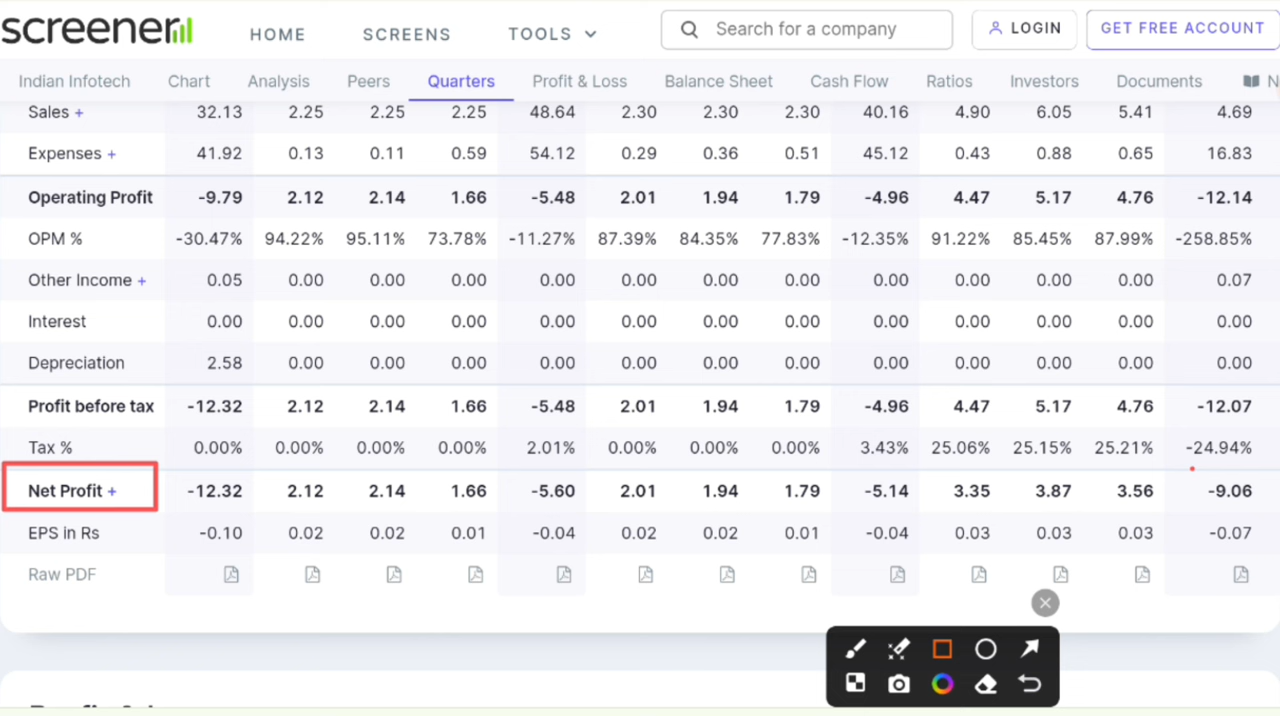 screener
HOME SCREENS TOOLS Search for a company LOGIN GET FREE ACCOUNT
Indian Infotech Chart Analysis Peers Quarters Profit & Loss Balance Sheet Cash Flow Ratios Investors Documents N
Sales + 32.13 2.25 2.25 2.25 48.64 2.30 2.30 2.30 40.16 4.90 6.05 5.41 4.69
Expenses + 41.92 0.13 0.11 0.59 54.12 0.29 0.36 0.51 45.12 0.43 0.88 0.65 16.83
Operating Profit -9.79 2.12 2.14 1.66 -5.48 2.01 1.94 1.79 -4.96 4.47 5.17 4.76 -12.14
OPM % -30.47% 94.22% 95.11% 73.78% -11.27% 87.39% 84.35% 77.83% -12.35% 91.22% 85.45% 87.99% -258.85%
Other Income + 0.05 0.00 0.00 0.00 0.00 0.00 0.00 0.00 0.00 0.00 0.00 0.00 0.07
Interest 0.00 0.00 0.00 0.00 0.00 0.00 0.00 0.00 0.00 0.00 0.00 0.00 0.00
Depreciation 2.58 0.00 0.00 0.00 0.00 0.00 0.00 0.00 0.00 0.00 0.00 0.00 0.00
Profit before tax -12.32 2.12 2.14 1.66 -5.48 2.01 1.94 1.79 -4.96 4.47 5.17 4.76 -12.07
Tax % 0.00% 0.00% 0.00% 0.00% 2.01% 0.00% 0.00% 0.00% 3.43% 25.06% 25.15% 25.21% -24.94%
Net Profit + -12.32 2.12 2.14 1.66 -5.60 2.01 1.94 1.79 -5.14 3.35 3.87 3.56 -9.06
EPS in Rs -0.10 0.02 0.02 0.01 -0.04 0.02 0.02 0.01 -0.04 0.03 0.03 0.03 -0.07
Raw PDF